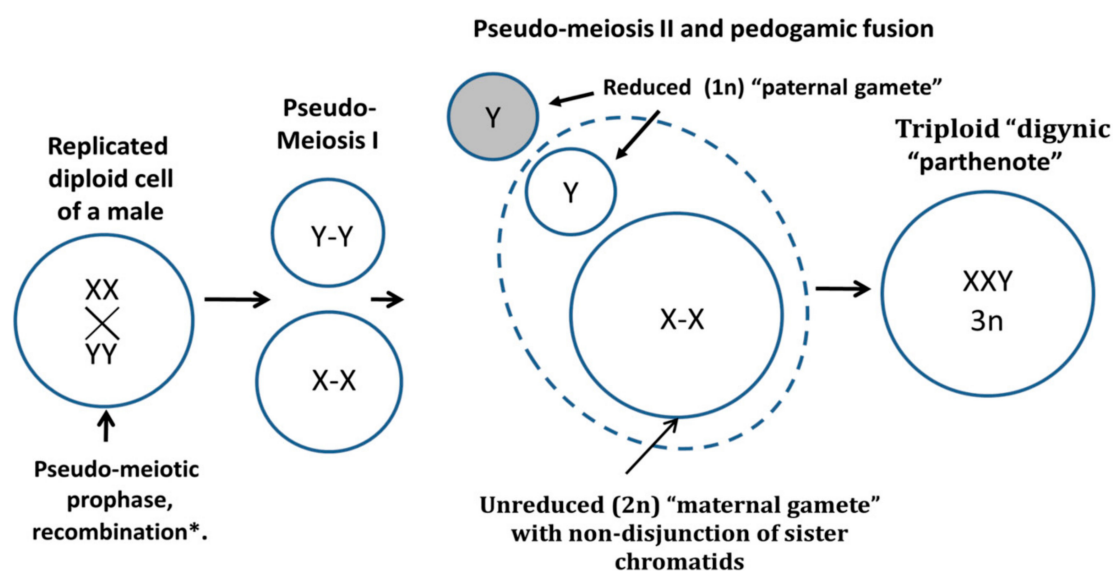 Pseudo-meiosis II and pedogamic fusion
Reduced (1n) “paternal gamete”
Y
Y
Pseudo-
Meiosis I
Replicated
diploid cell
of a male
Triploid “digynic
“parthenote”
XX
YY
Y-Y
X-X
X-X
XXY
3n
Pseudo-meiotic
prophase,
recombination*.
Unreduced (2n) “maternal gamete”
with non-disjunction of sister
chromatids